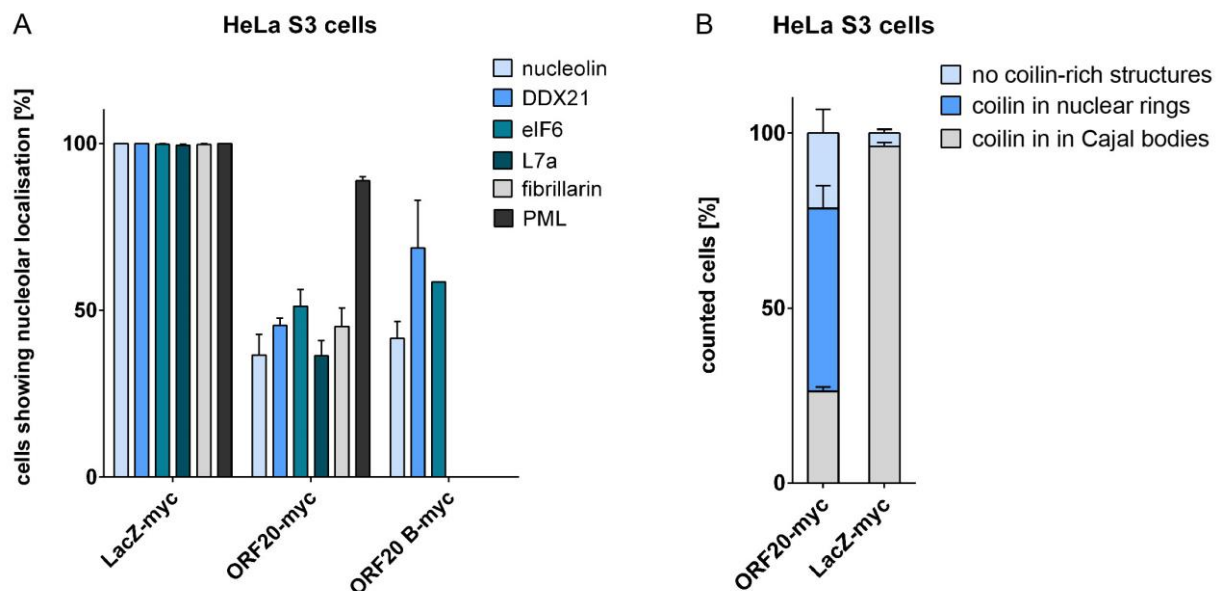 A
HeLa S3 cells
nucleolin
DDX21
eIF6
L7a
fibrillarin
PML
cells showing nucleolar localisation [%]
100
50
0
LacZ-myc
ORF20-myc
ORF20 B-myc
B
HeLa S3 cells
no coilin-rich structures
coilin in nuclear rings
coilin in in Cajal bodies
counted cells [%]
100
50
0
ORF20-myc
LacZ-myc